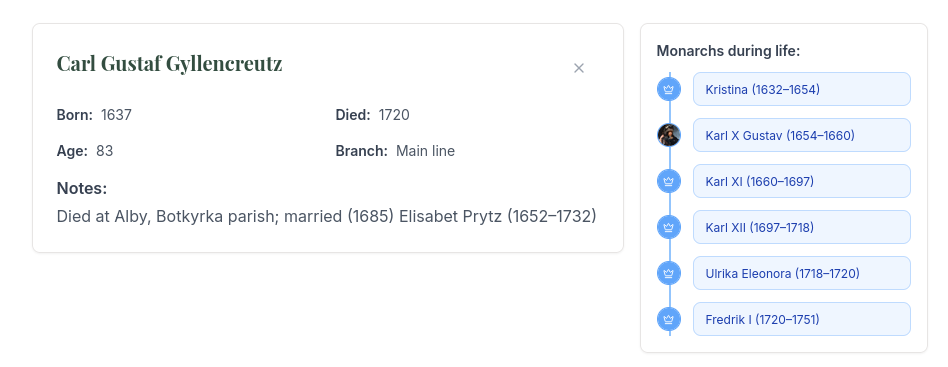 Carl Gustaf Gyllencreutz
Born: 1637
Died: 1720
Age: 83
Branch: Main line
Notes:
Died at Alby, Botkyrka parish; married (1685) Elisabet Prytz (1652–1732)
Monarchs during life:
Kristina (1632–1654)
Karl X Gustav (1654–1660)
Karl XI (1660–1697)
Karl XII (1697–1718)
Ulrika Eleonora (1718–1720)
Fredrik I (1720–1751)